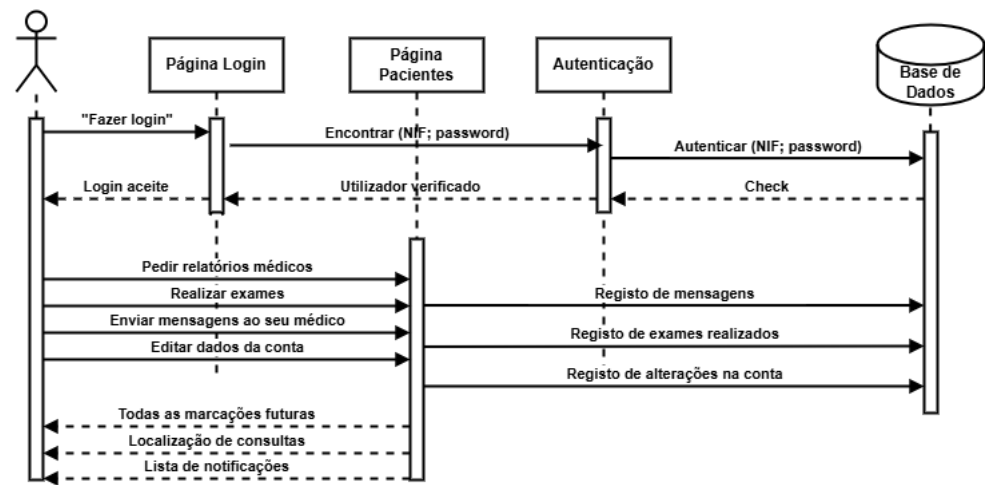 Página Login
Página
Pacientes
Autenticação
Base de
Dados
"Fazer login"
Encontrar (NIF; password)
Autenticar (NIF; password)
Login aceite
Utilizador verificado
Check
Pedir relatórios médicos
Realizar exames
Registo de mensagens
Enviar mensagens ao seu médico
Registo de exames realizados
Editar dados da conta
Registo de alterações na conta
Todas as marcações futuras
Localização de consultas
Lista de notificações